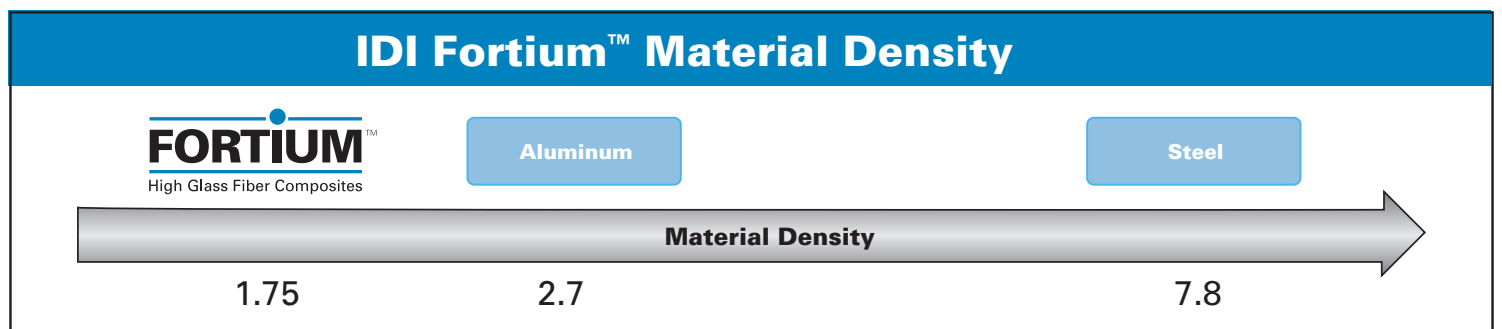 IDI Fortium™ Material Density
FORTIUM™
High Glass Fiber Composites
Aluminum
Steel
Material Density
1.75
2.7
7.8